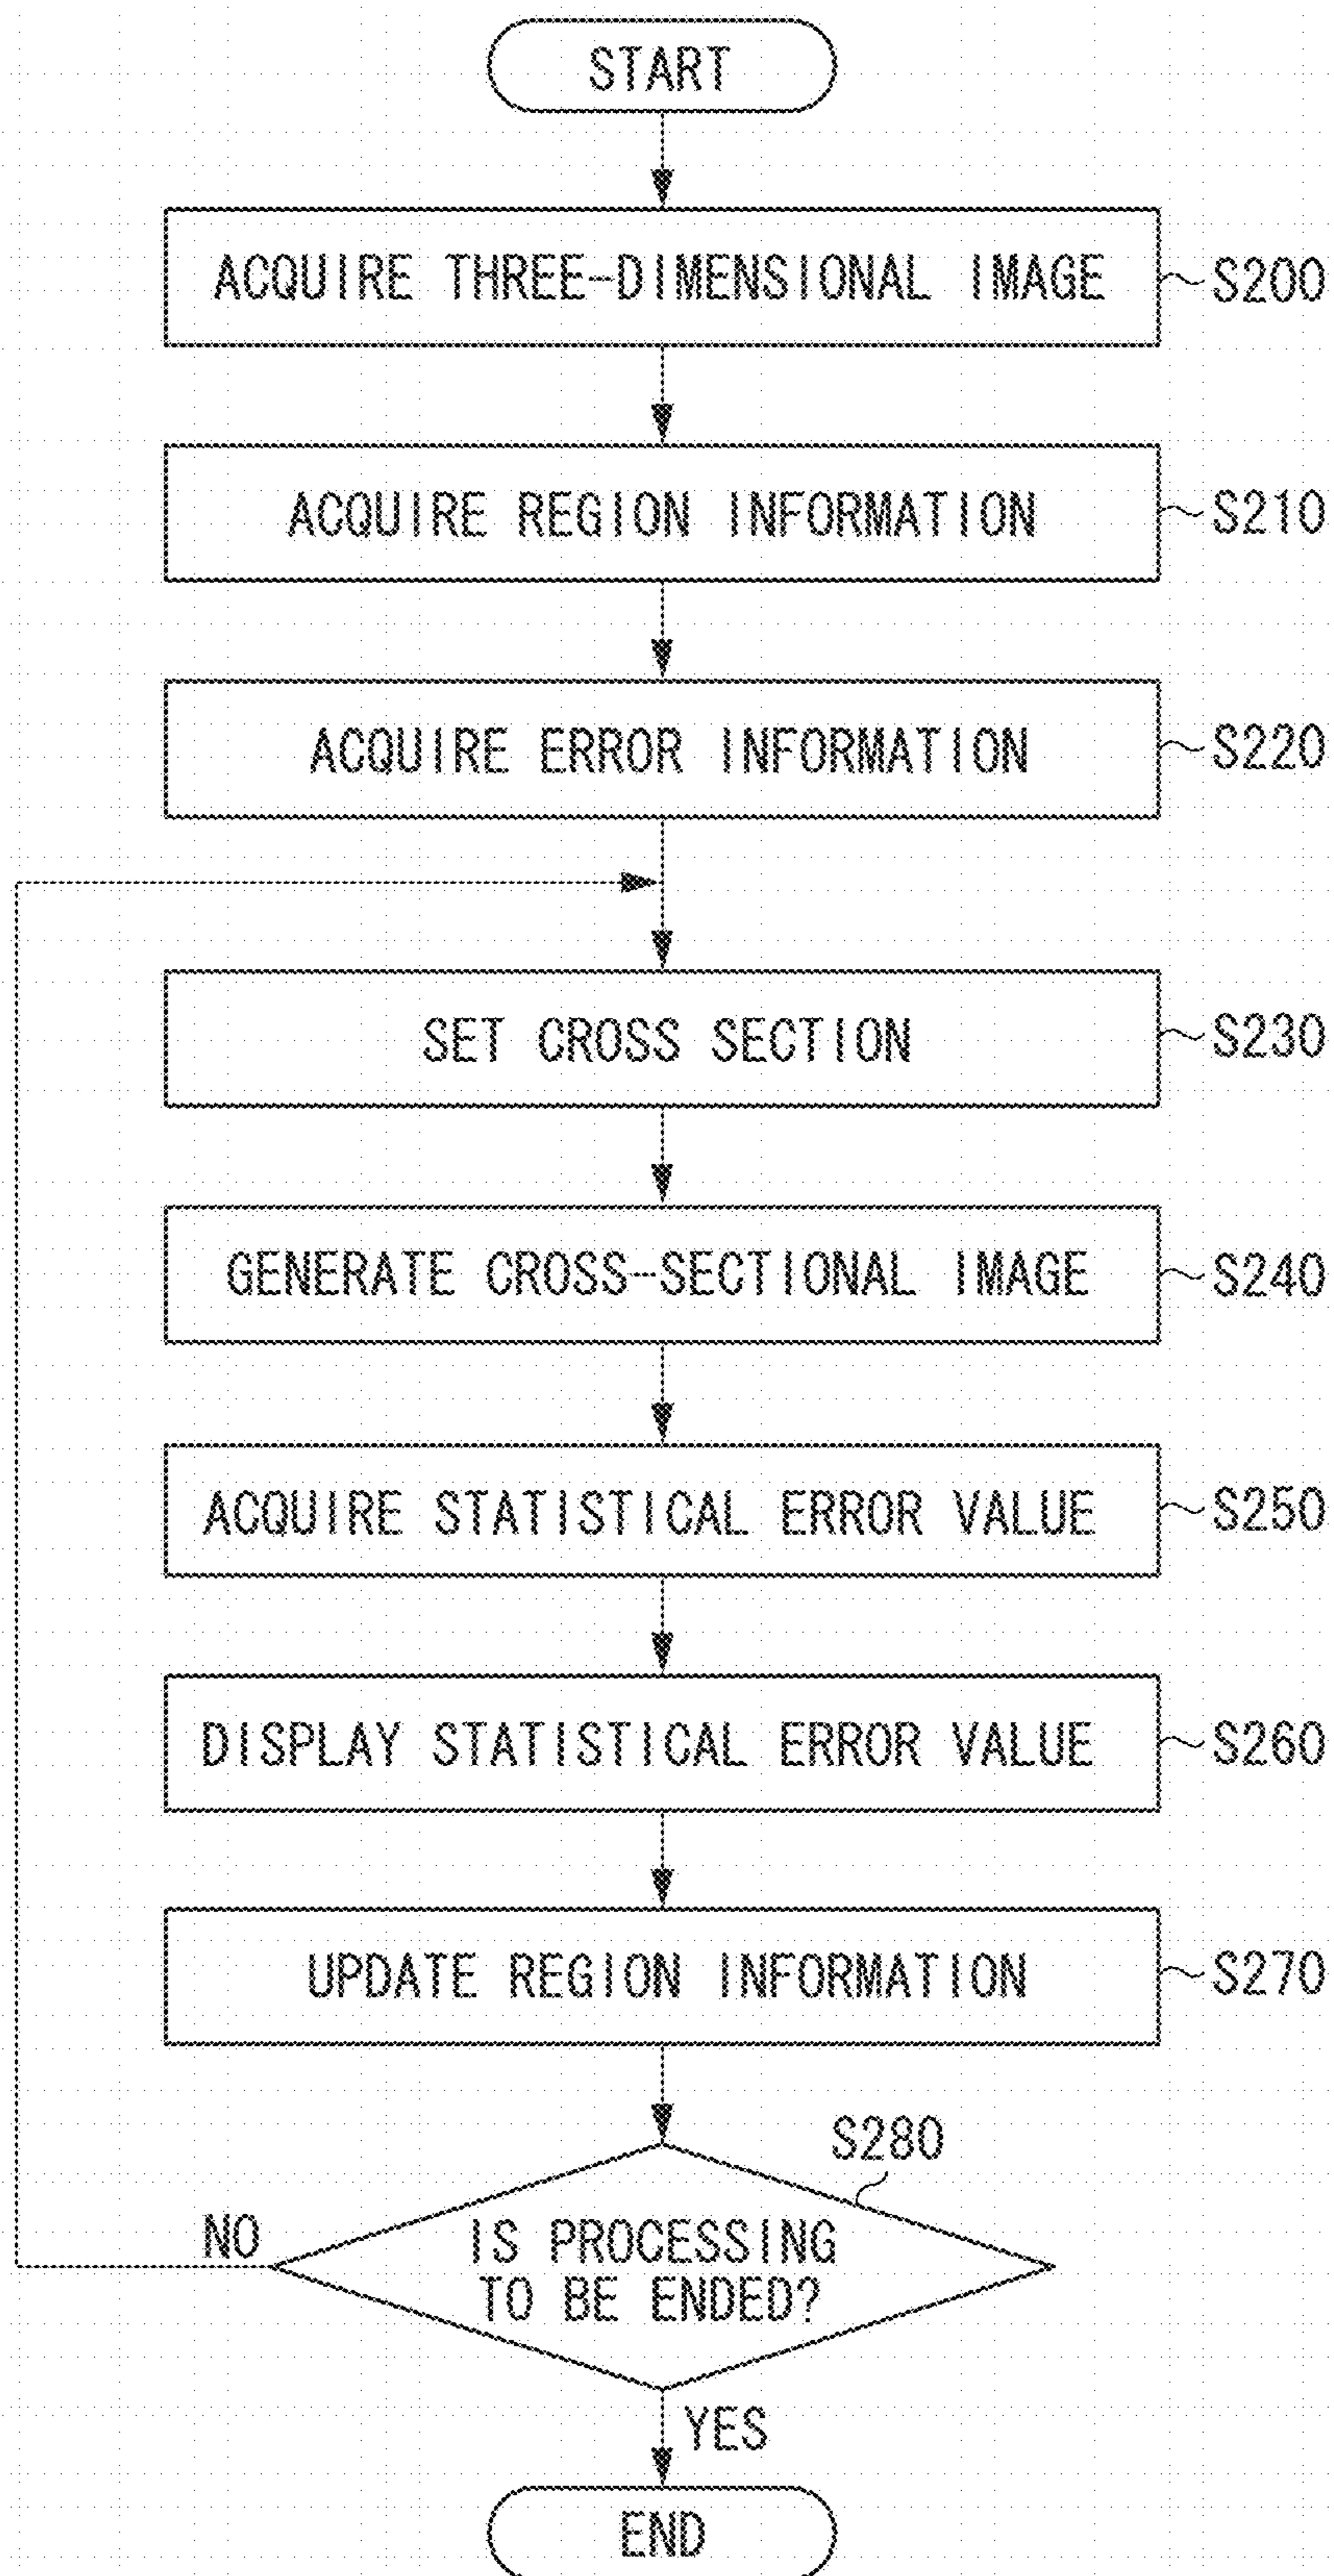 START
ACQUIRE THREE-DIMENSIONAL IMAGE
S200
ACQUIRE REGION INFORMATION
S210
ACQUIRE ERROR INFORMATION
S220
SET CROSS SECTION
S230
GENERATE CROSS-SECTIONAL IMAGE
S240
ACQUIRE STATISTICAL ERROR VALUE
S250
DISPLAY STATISTICAL ERROR VALUE
S260
UPDATE REGION INFORMATION
S270
S280
NO
IS PROCESSING
TO BE ENDED?
YES
END